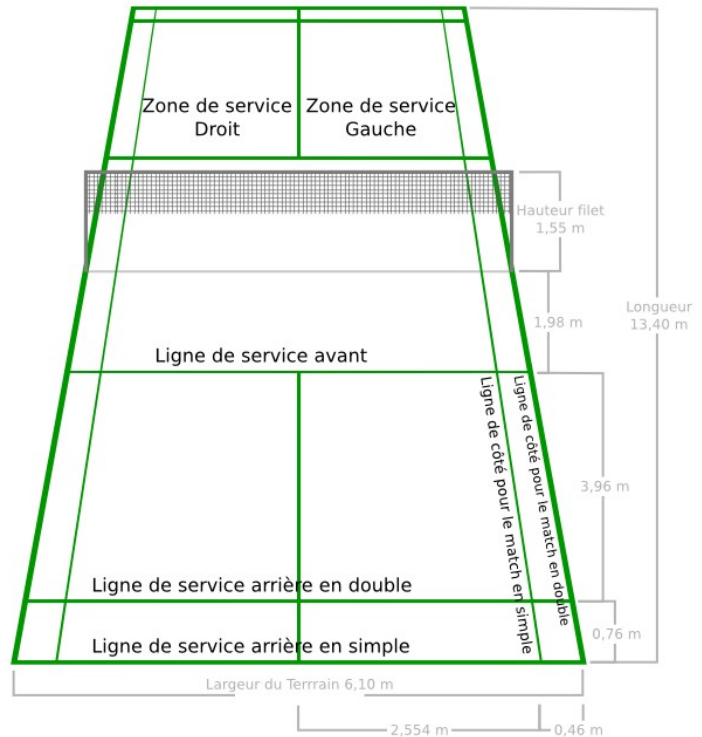 Zone de service
Droit
Zone de service
Gauche
Hauteur filet
1,55 m
Longueur
13,40 m
1,98 m
Ligne de service avant
Ligne de côté pour le match en simple
Ligne de côté pour le match en double
3,96 m
Ligne de service arrière en double
0,76 m
Ligne de service arrière en simple
Largeur du Terrrain 6,10 m
2,554 m
0,46 m